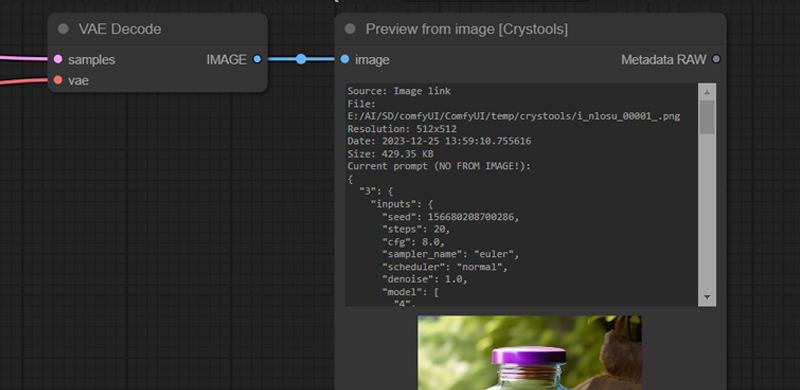 VAE Decode
samples
IMAGE
vae
Preview from image [Crystools]
image
Metadata RAW
Source: Image link
File:
E:/AI/SD/comfyUI/ComfyUI/temp/crystools/i_nlosu_00001_.png
Resolution: 512x512
Date: 2023-12-25 13:59:10.755616
Size: 429.35 KB
Current prompt (NO FROM IMAGE!):
{
"3": {
"inputs": {
"seed": 156680208700286,
"steps": 20,
"cfg": 8.0,
"sampler_name": "euler",
"scheduler": "normal",
"denoise": 1.0,
"model": [
"4",